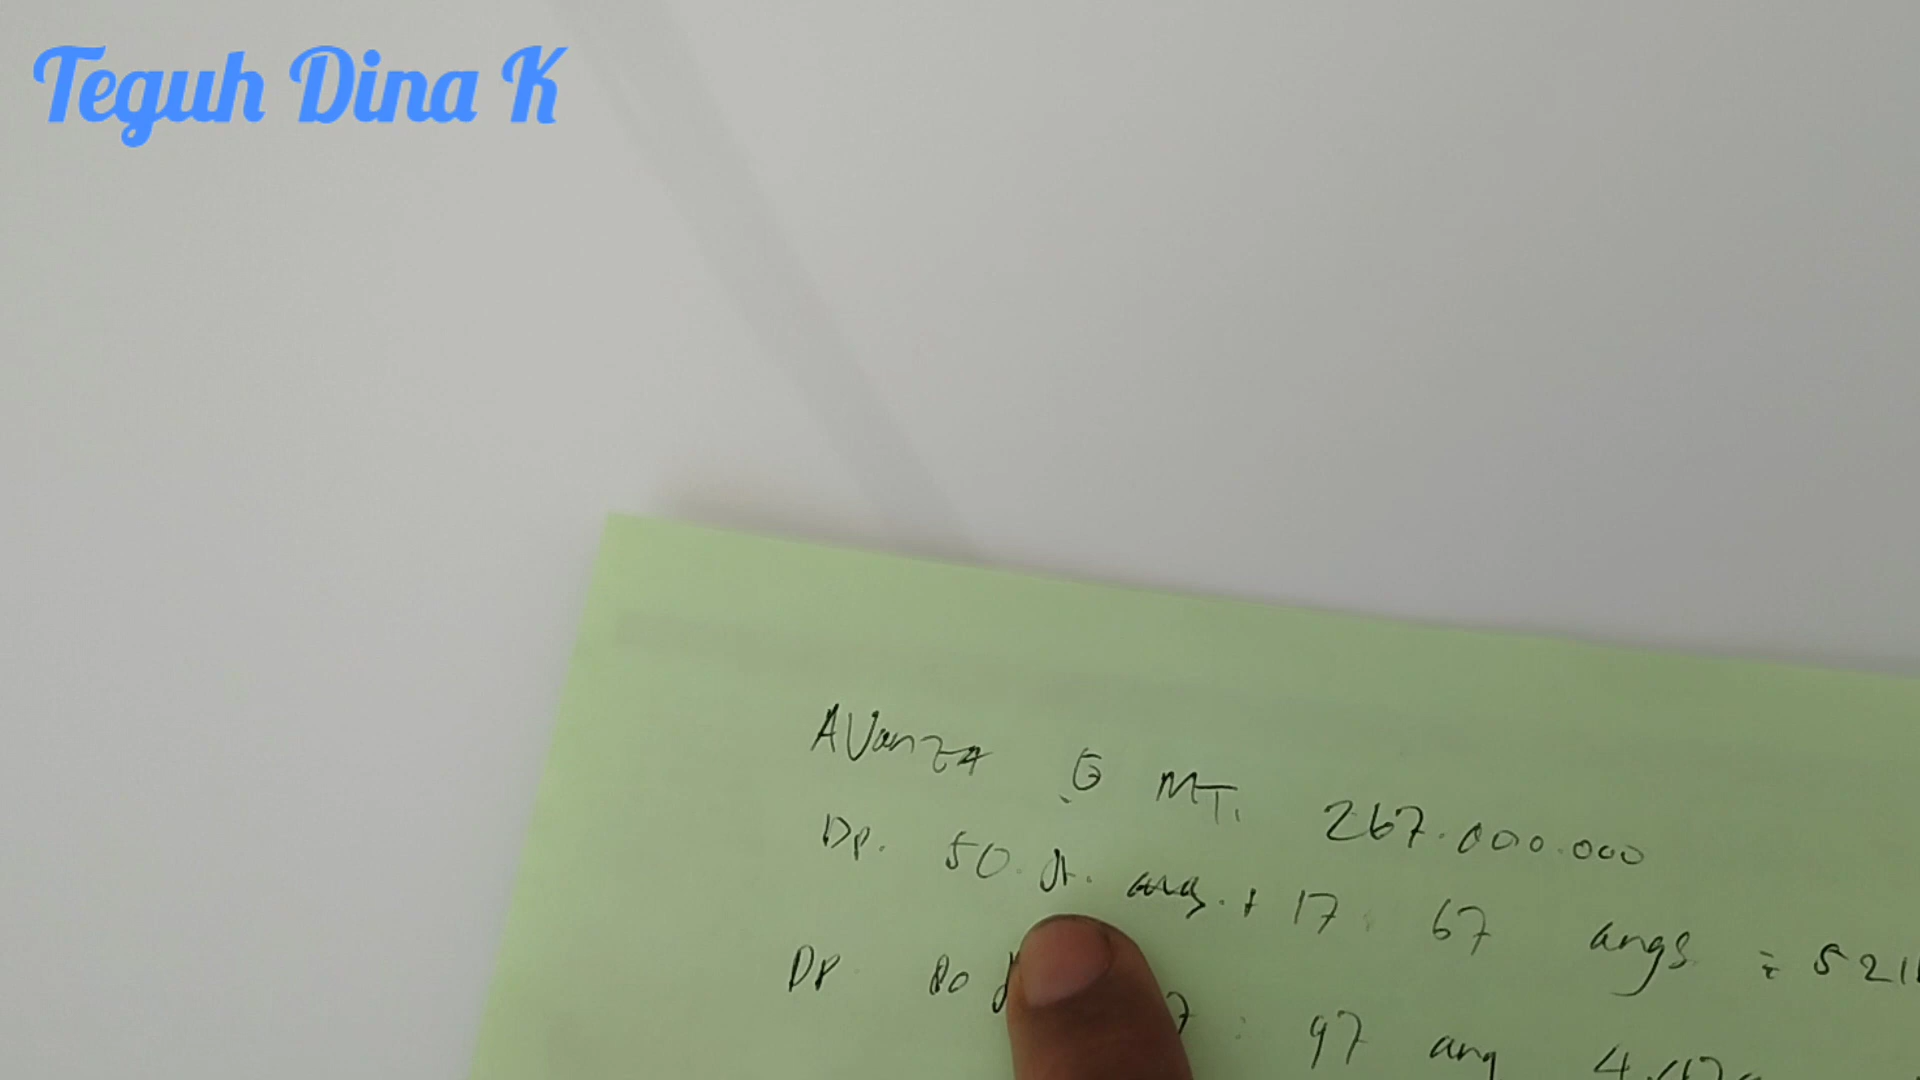 Teguh Dina K
Avanza G MT. 267.000.000
DP. 50. Jt. ang. + 17 67 angs = 521
DP 80 97 ang